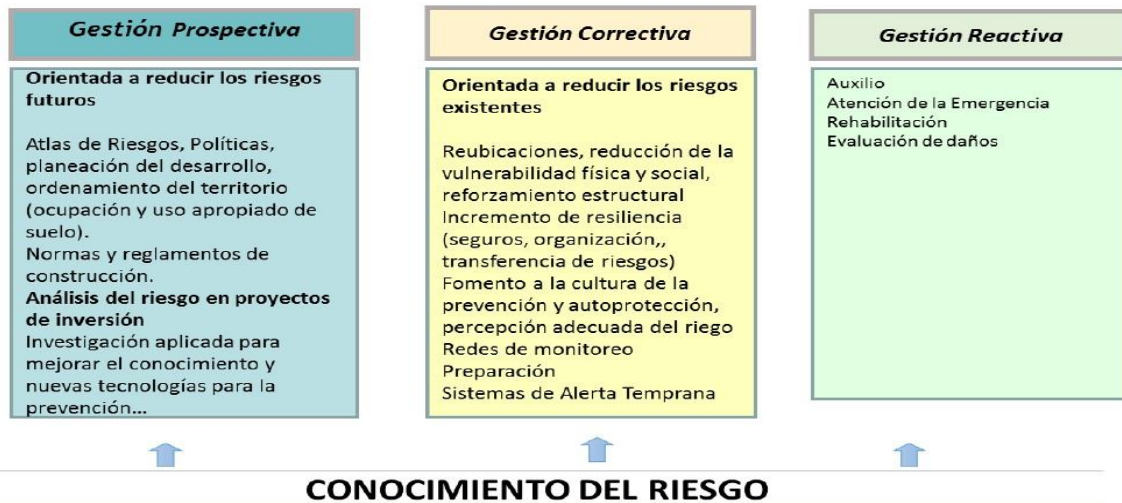 Gestión Prospectiva
Orientada a reducir los riesgos
futuros
Atlas de Riesgos, Políticas,
planeación del desarrollo,
ordenamiento del territorio
(ocupación y uso apropiado de
suelo).
Normas y reglamentos de
construcción.
Análisis del riesgo en proyectos
de inversión
Investigación aplicada para
mejorar el conocimiento y
nuevas tecnologías para la
prevención...
Gestión Correctiva
Orientada a reducir los riesgos
existentes
Reubicaciones, reducción de la
vulnerabilidad física y social,
reforzamiento estructural
Incremento de resiliencia
(seguros, organización,,
transferencia de riesgos)
Fomento a la cultura de la
prevención y autoprotección,
percepción adecuada del riego
Redes de monitoreo
Preparación
Sistemas de Alerta Temprana
Gestión Reactiva
Auxilio
Atención de la Emergencia
Rehabilitación
Evaluación de daños
CONOCIMIENTO DEL RIESGO